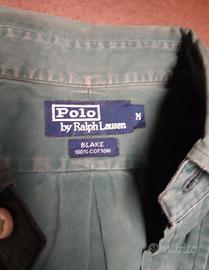 Polo
by Ralph Lauren
M
BLAKE
100% COTTON
subito